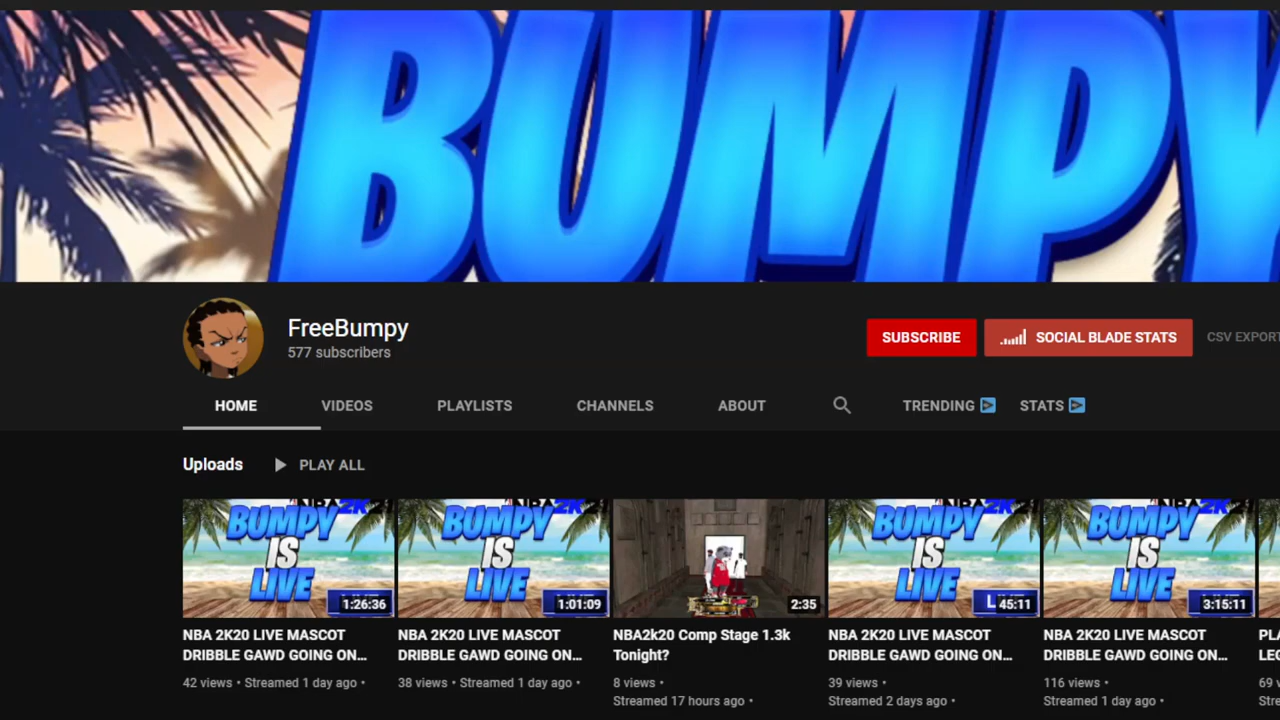 BUMPY
FreeBumpy
577 subscribers
SUBSCRIBE
SOCIAL BLADE STATS
CSV EXPORT
HOME
VIDEOS
PLAYLISTS
CHANNELS
ABOUT
TRENDING
STATS
Uploads
PLAY ALL
BUMPY
IS
LIVE
1:26:36
NBA 2K20 LIVE MASCOT
DRIBBLE GAWD GOING ON...
42 views • Streamed 1 day ago •
BUMPY
IS
LIVE
1:01:09
NBA 2K20 LIVE MASCOT
DRIBBLE GAWD GOING ON...
38 views • Streamed 1 day ago •
2:35
NBA2k20 Comp Stage 1.3k
Tonight?
8 views •
Streamed 17 hours ago •
BUMPY
IS
LIVE
45:11
NBA 2K20 LIVE MASCOT
DRIBBLE GAWD GOING ON...
39 views •
Streamed 2 days ago •
BUMPY
IS
LIVE
3:15:11
NBA 2K20 LIVE MASCOT
DRIBBLE GAWD GOING ON...
116 views •
Streamed 1 day ago •
69